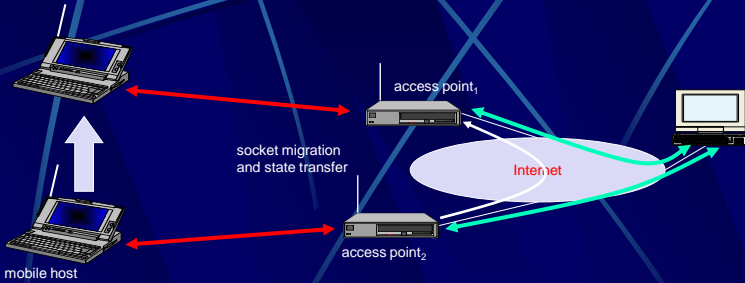 access point₁
socket migration
and state transfer
Internet
access point₂
mobile host